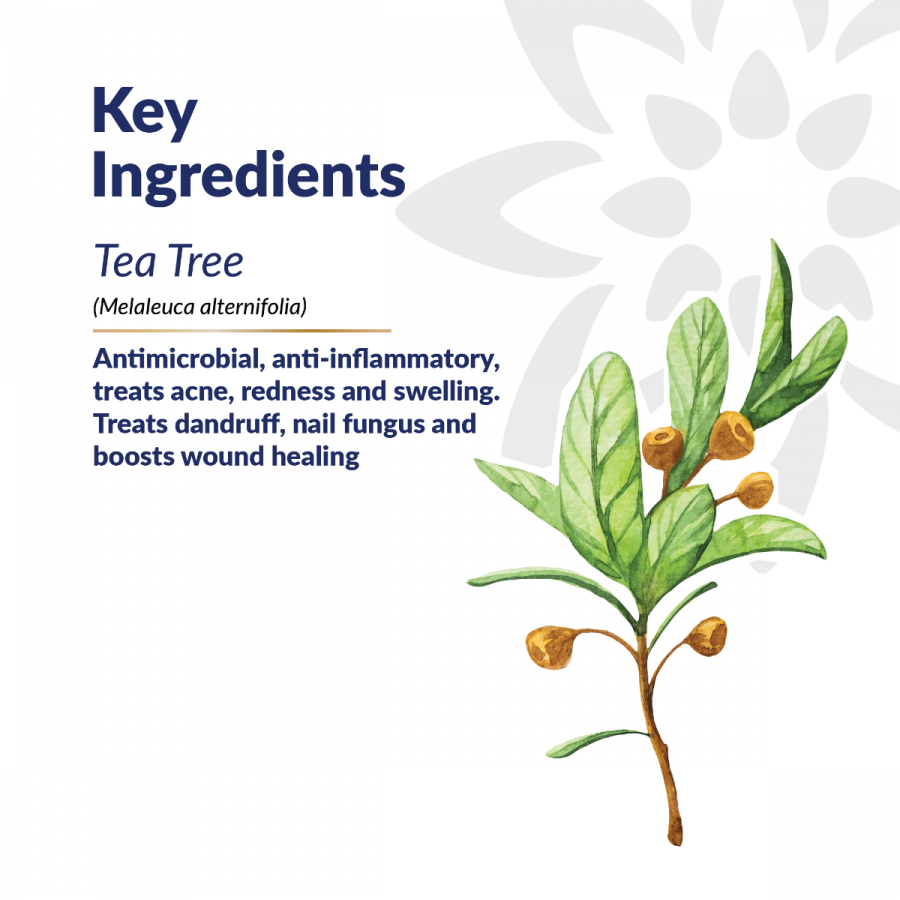 Key
Ingredients
Tea Tree
(Melaleuca alternifolia)
Antimicrobial, anti-inflammatory,
treats acne, redness and swelling.
Treats dandruff, nail fungus and
boosts wound healing